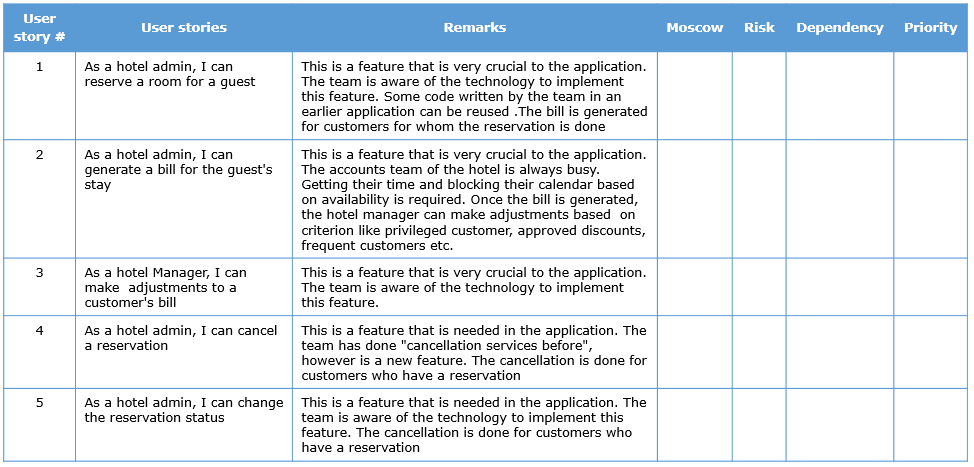 User story # User stories Remarks Moscow Risk Dependency Priority
1 As a hotel admin, I can This is a feature that is very crucial to the application.
reserve a room for a guest The team is aware of the technology to implement
this feature. Some code written by the team in an
earlier application can be reused .The bill is generated
for customers for whom the reservation is done
2 As a hotel admin, I can This is a feature that is very crucial to the application.
generate a bill for the guest's The accounts team of the hotel is always busy.
stay Getting their time and blocking their calendar based
on availability is required. Once the bill is generated,
the hotel manager can make adjustments based  on
criterion like privileged customer, approved discounts,
frequent customers etc.
3 As a hotel Manager, I can This is a feature that is very crucial to the application.
make  adjustments to a The team is aware of the technology to implement
customer's bill this feature.
4 As a hotel admin, I can cancel This is a feature that is needed in the application. The
a reservation team has done "cancellation services before",
however is a new feature. The cancellation is done for
customers who have a reservation
5 As a hotel admin, I can change This is a feature that is needed in the application. The
the reservation status team is aware of the technology to implement this
feature. The cancellation is done for customers who
have a reservation